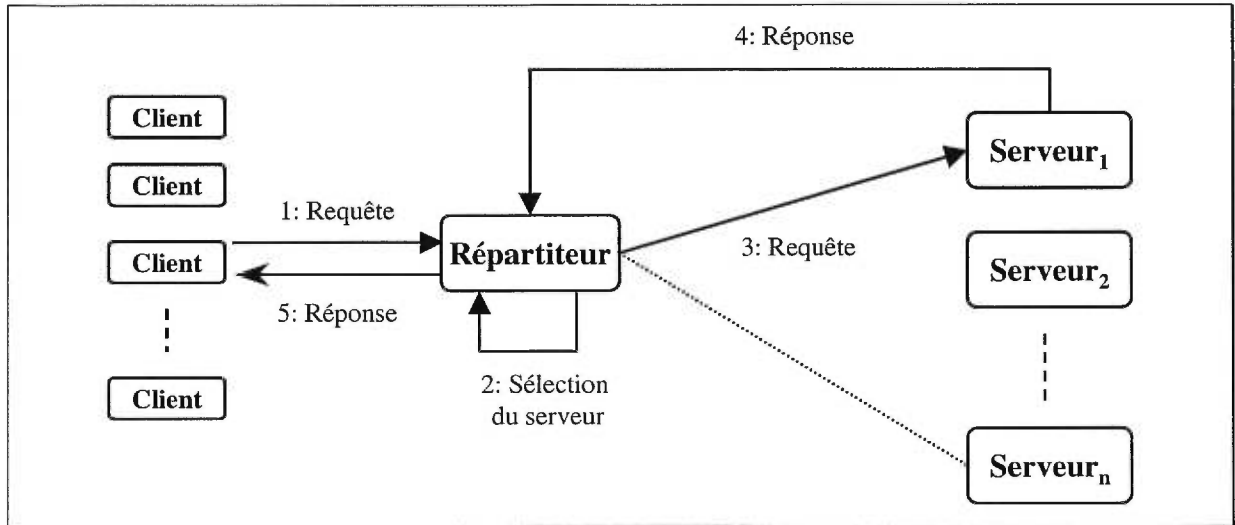 4: Réponse
Client
Serveur₁
Client
1: Requête
Client
Répartiteur
3: Requête
Serveur₂
5: Réponse
2: Sélection
du serveur
Client
Serveurₙ